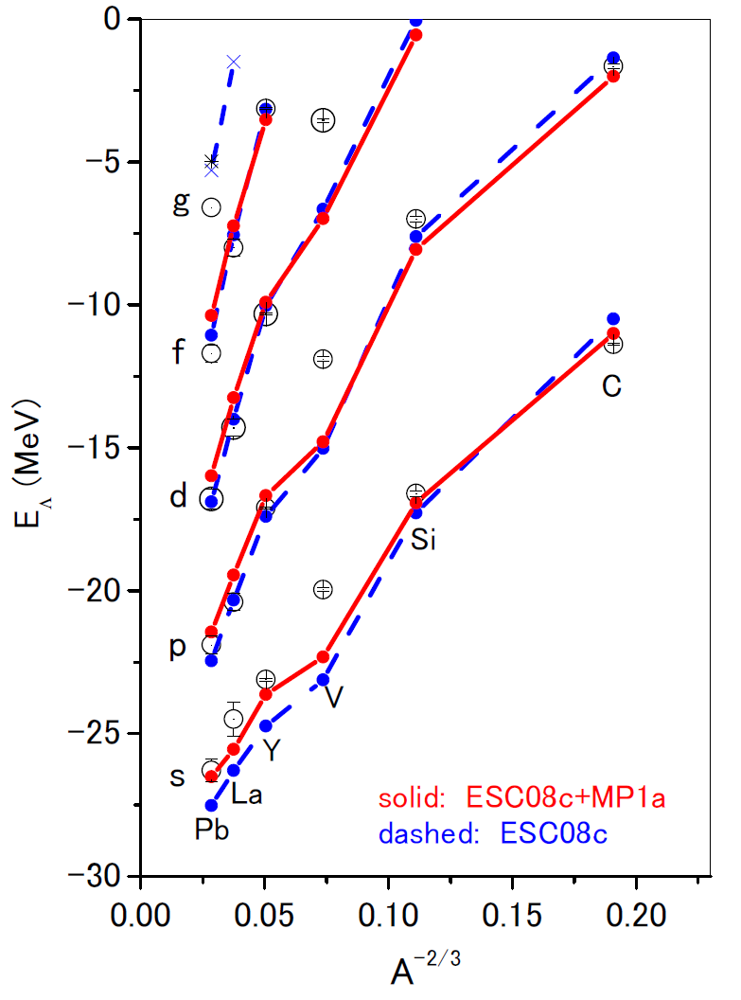 0
−5
g
−10
f
C
−15
d
Si
E_Λ (MeV)
−20
p
V
Y
−25
La
s
solid: ESC08c+MP1a
Pb
dashed: ESC08c
−30
0.00 0.05 0.10 0.15 0.20
A^{−2/3}